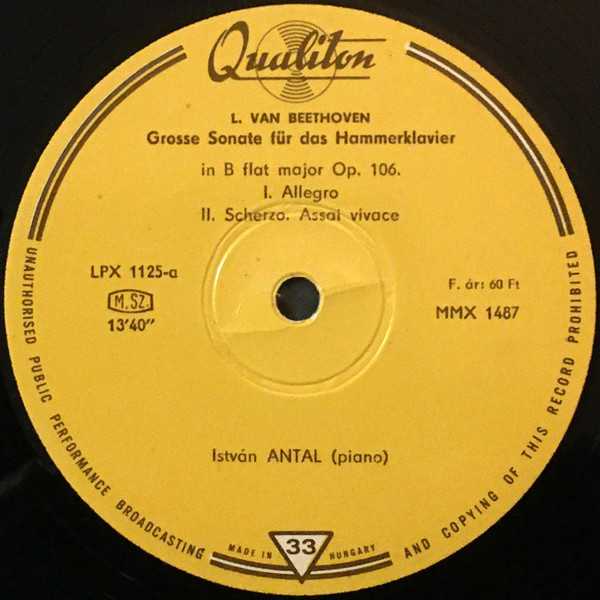 Qualiton
L. VAN BEETHOVEN
Grosse Sonate für das Hammerklavier
in B flat major Op. 106.
I. Allegro
II. Scherzo. Assai vivace
LPX 1125-a
M. SZ.
13'40"
F. ár: 60 Ft
MMX 1487
István ANTAL (piano)
UNAUTHORISED PUBLIC PERFORMANCE BROADCASTING AND COPYING OF THIS RECORD PROHIBITED
MADE IN HUNGARY
33